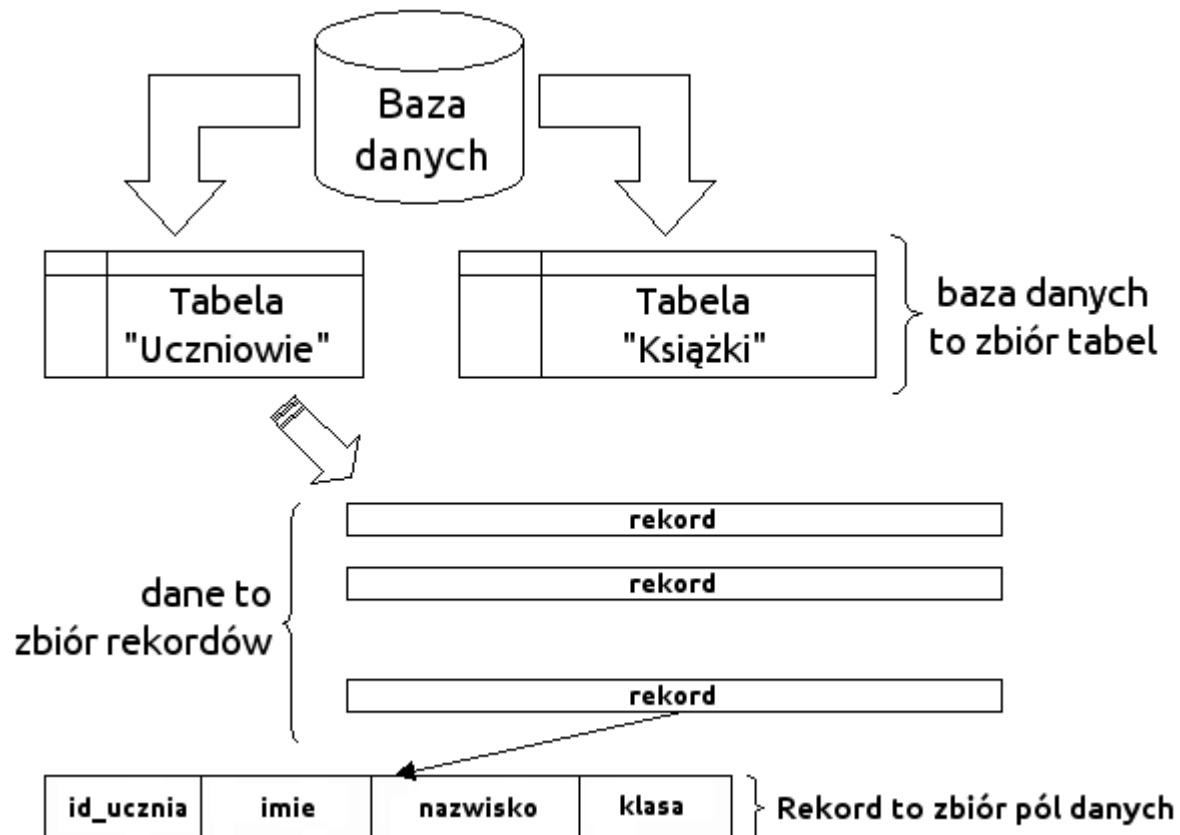 Baza
danych
Tabela
"Uczniowie"
Tabela
"Książki"
baza danych
to zbiór tabel
rekord
rekord
dane to
zbiór rekordów
rekord
id_ucznia
imie
nazwisko
klasa
Rekord to zbiór pól danych